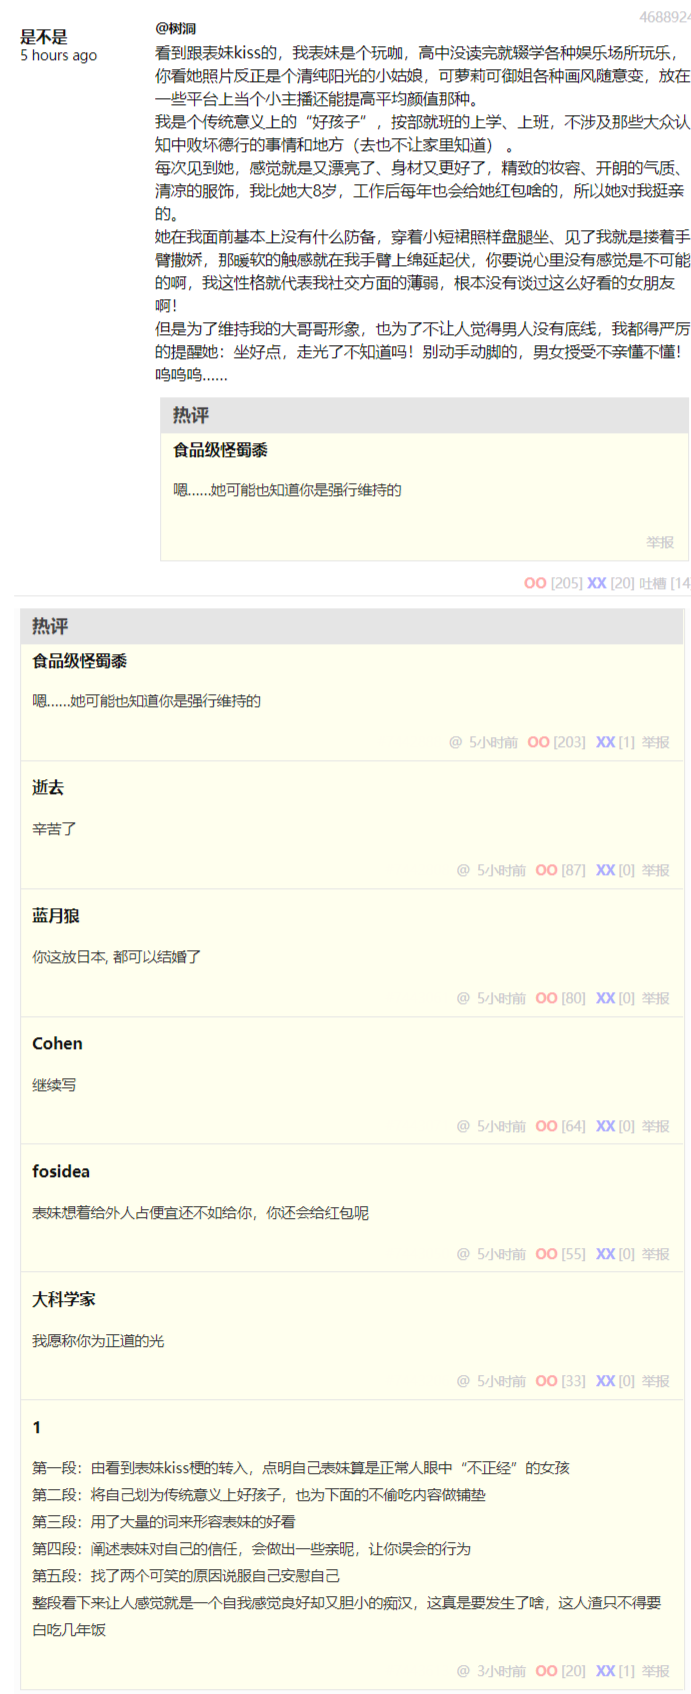 4688924
是不是
5 hours ago
@树洞
看到跟表妹kiss的，我表妹是个玩咖，高中没读完就辍学各种娱乐场所玩乐，
你看她照片反正是个清纯阳光的小姑娘，可萝莉可御姐各种画风随意变，放在
一些平台上当个小主播还能提高平均颜值那种。
我是个传统意义上的“好孩子”，按部就班的上学、上班，不涉及那些大众认
知中败坏德行的事情和地方（去也不让家里知道） 。
每次见到她，感觉就是又漂亮了、身材又更好了，精致的妆容、开朗的气质、
清凉的服饰，我比她大8岁，工作后每年也会给她红包啥的，所以她对我挺亲
的。
她在我面前基本上没有什么防备，穿着小短裙照样盘腿坐、见了我就是搂着手
臂撒娇，那暖软的触感就在我手臂上绵延起伏，你要说心里没有感觉是不可能
的啊，我这性格就代表我社交方面的薄弱，根本没有谈过这么好看的女朋友
啊！
但是为了维持我的大哥哥形象，也为了不让人觉得男人没有底线，我都得严厉
的提醒她：坐好点，走光了不知道吗！别动手动脚的，男女授受不亲懂不懂！
呜呜呜……
热评
食品级怪蜀黍
嗯……她可能也知道你是强行维持的
举报
OO [205] XX [20] 吐槽 [14
热评
食品级怪蜀黍
嗯……她可能也知道你是强行维持的
@ 5小时前 OO [203] XX [1] 举报
逝去
辛苦了
@ 5小时前 OO [87] XX [0] 举报
蓝月狼
你这放日本, 都可以结婚了
@ 5小时前 OO [80] XX [0] 举报
Cohen
继续写
@ 5小时前 OO [64] XX [0] 举报
fosidea
表妹想着给外人占便宜还不如给你，你还会给红包呢
@ 5小时前 OO [55] XX [0] 举报
大科学家
我愿称你为正道的光
@ 5小时前 OO [33] XX [0] 举报
1
第一段：由看到表妹kiss梗的转入，点明自己表妹算是正常人眼中“不正经”的女孩
第二段：将自己划为传统意义上好孩子，也为下面的不偷吃内容做铺垫
第三段：用了大量的词来形容表妹的好看
第四段：阐述表妹对自己的信任，会做出一些亲昵，让你误会的行为
第五段：找了两个可笑的原因说服自己安慰自己
整段看下来让人感觉就是一个自我感觉良好却又胆小的痴汉，这真是要发生了啥，这人渣只不得要
白吃几年饭
@ 3小时前 OO [20] XX [1] 举报